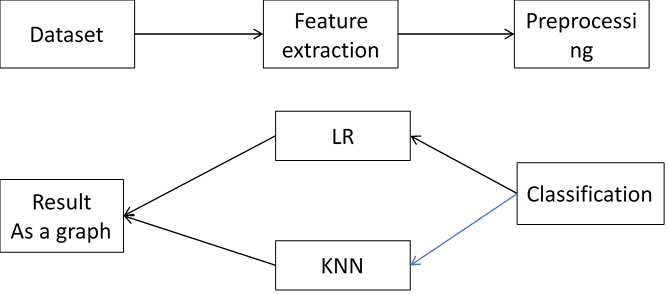 Dataset
Feature
extraction
Preprocessi
ng
LR
Classification
Result
As a graph
KNN